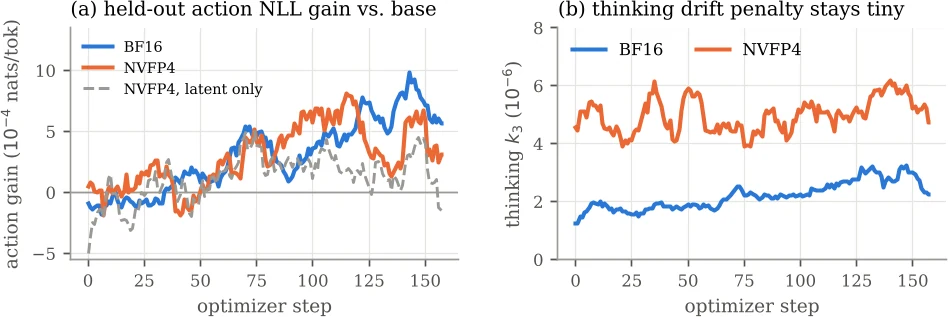 (a) held-out action NLL gain vs. base
action gain (10⁻⁴ nats/tok)
10
5
0
−5
BF16
NVFP4
NVFP4, latent only
0 25 50 75 100 125 150
optimizer step
(b) thinking drift penalty stays tiny
thinking k₃ (10⁻⁶)
8
6
4
2
0
BF16 NVFP4
0 25 50 75 100 125 150
optimizer step